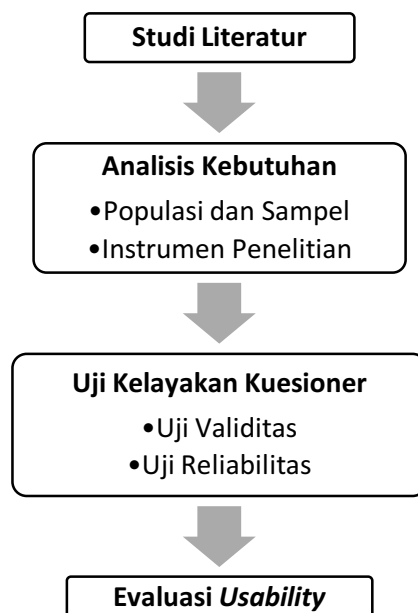 Studi Literatur
Analisis Kebutuhan
•Populasi dan Sampel
•Instrumen Penelitian
Uji Kelayakan Kuesioner
•Uji Validitas
•Uji Reliabilitas
Evaluasi Usability